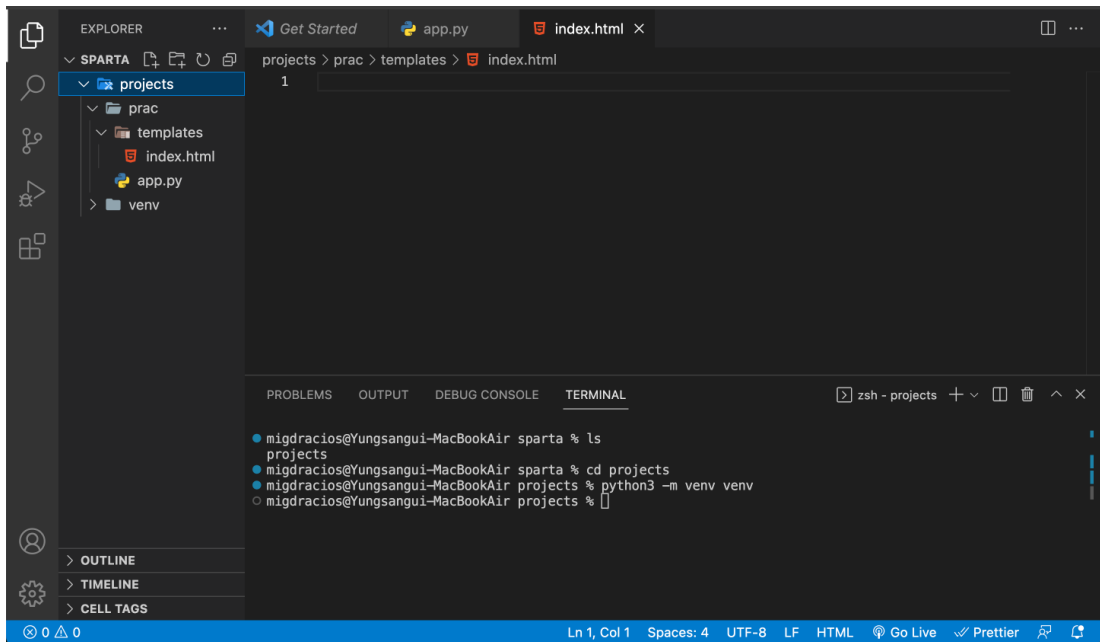 EXPLORER
SPARTA
projects
prac
templates
index.html
app.py
venv
OUTLINE
TIMELINE
CELL TAGS
Get Started
app.py
index.html
projects > prac > templates > index.html
1
PROBLEMS OUTPUT DEBUG CONSOLE TERMINAL
zsh - projects
migdracios@Yungsangui-MacBookAir sparta % ls
projects
migdracios@Yungsangui-MacBookAir sparta % cd projects
migdracios@Yungsangui-MacBookAir projects % python3 -m venv venv
migdracios@Yungsangui-MacBookAir projects %
0 0 Ln 1, Col 1 Spaces: 4 UTF-8 LF HTML Go Live Prettier